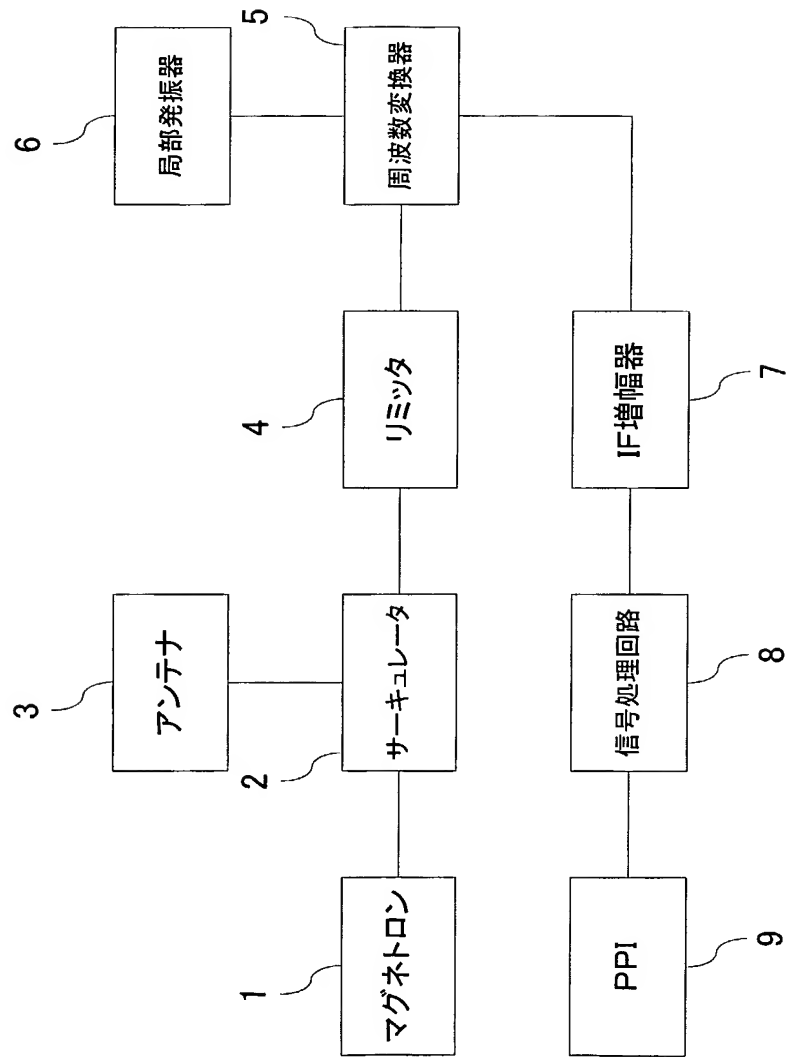 3
アンテナ
6
局部発振器
1
マグネトロン
2
サーキュレータ
4
リミッタ
5
周波数変換器
PPI
9
信号処理回路
8
IF増幅器
7